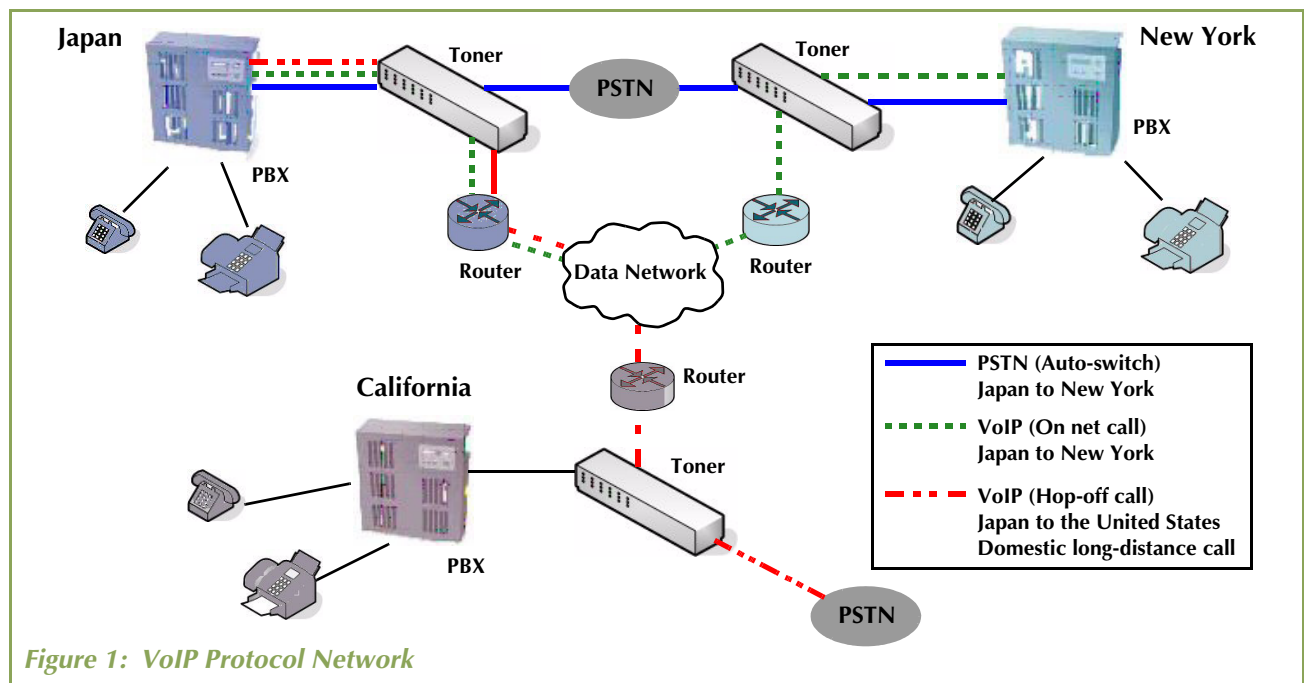 Japan
Toner
PSTN
Toner
New York
PBX
PBX
Router
Data Network
Router
California
Router
Toner
PBX
PSTN
PSTN (Auto-switch)
Japan to New York
VoIP (On net call)
Japan to New York
VoIP (Hop-off call)
Japan to the United States
Domestic long-distance call
Figure 1: VoIP Protocol Network